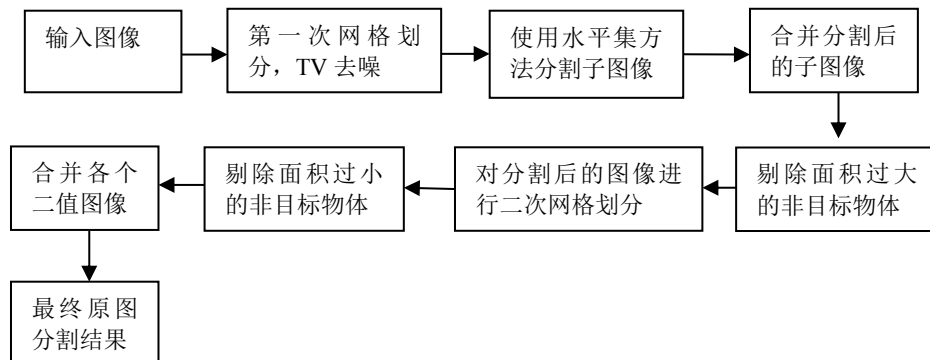 输入图像
第一次网格划
分，TV 去噪
使用水平集方
法分割子图像
合并分割后
的子图像
剔除面积过大
的非目标物体
对分割后的图像进
行二次网格划分
剔除面积过小
的非目标物体
合并各个
二值图像
最终原图
分割结果